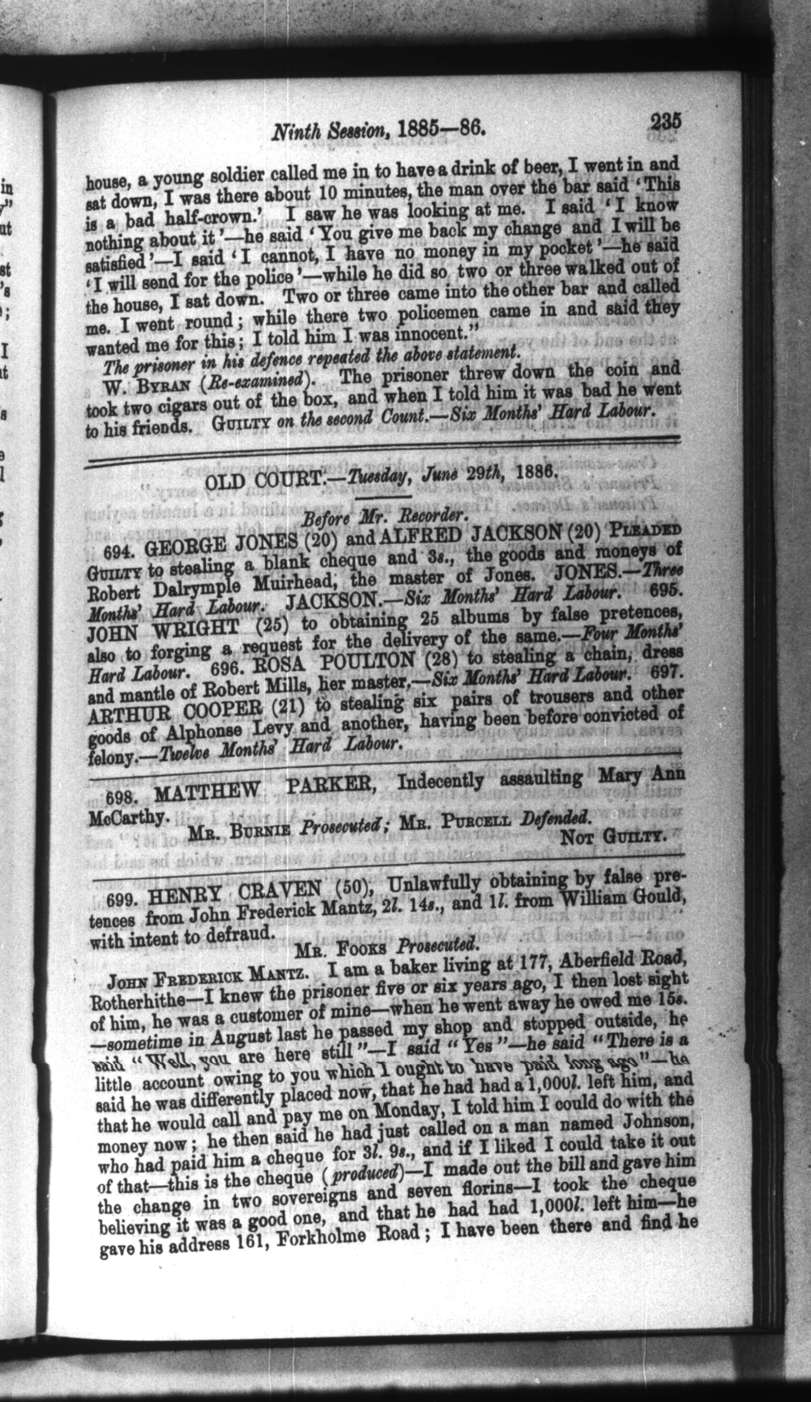 Ninth Session, 1885—86. 235
house, a young soldier called me in to have a drink of beer, I went in and
sat down, I was there about 10 minutes, the man over the bar said ‘This
is a bad half-crown.’ I saw he was looking at me. I said ‘I know
nothing about it’—he said ‘You give me back my change and I will be
satisfied’—I said ‘I cannot, I have no money in my pocket’—he said
‘I will send for the police’—while he did so two or three walked out of
the house, I sat down. Two or three came into the other bar and called
me. I went round; while there two policemen came in and said they
wanted me for this; I told him I was innocent.”
The prisoner in his defence repeated the above statement.
W. BYRAN (Re-examined). The prisoner threw down the coin and
took two cigars out of the box, and when I told him it was bad he went
to his friends. GUILTY on the second Count.—Six Months’ Hard Labour.
OLD COURT.—Tuesday, June 29th, 1886.
Before Mr. Recorder.
694. GEORGE JONES (20) and ALFRED JACKSON (20) PLEADED
GUILTY to stealing a blank cheque and 3s., the goods and moneys of
Robert Dalrymple Muirhead, the master of Jones. JONES.—Three
Months’ Hard Labour. JACKSON.—Six Months’ Hard Labour. 695.
JOHN WRIGHT (25) to obtaining 25 albums by false pretences,
also to forging a request for the delivery of the same.—Four Months’
Hard Labour. 696. ROSA POULTON (28) to stealing a chain, dress
and mantle of Robert Mills, her master.—Six Months’ Hard Labour. 697.
ARTHUR COOPER (21) to stealing six pairs of trousers and other
goods of Alphonse Levy and another, having been before convicted of
felony.—Twelve Months’ Hard Labour.
698. MATTHEW PARKER, Indecently assaulting Mary Ann
McCarthy.
MR. BURNIE Prosecuted; MR. PURCELL Defended.
NOT GUILTY.
699. HENRY CRAVEN (50), Unlawfully obtaining by false pre-
tences from John Frederick Mantz, 2l. 14s., and 1l. from William Gould,
with intent to defraud.
MR. FOOKS Prosecuted.
JOHN FREDERICK MANTZ. I am a baker living at 177, Aberfield Road,
Rotherhithe—I knew the prisoner five or six years ago, I then lost sight
of him, he was a customer of mine—when he went away he owed me 15s.
—sometime in August last he passed my shop and stopped outside, he
said “Well, you are here still”—I said “Yes”—he said “There is a
little account owing to you which I ought to have paid long ago”—he
said he was differently placed now, that he had had a 1,000l. left him, and
that he would call and pay me on Monday, I told him I could do with the
money now; he then said he had just called on a man named Johnson,
who had paid him a cheque for 3l. 9s., and if I liked I could take it out
of that—this is the cheque (produced)—I made out the bill and gave him
the change in two sovereigns and seven florins—I took the cheque
believing it was a good one, and that he had had 1,000l. left him—he
gave his address 161, Forkholme Road; I have been there and find he